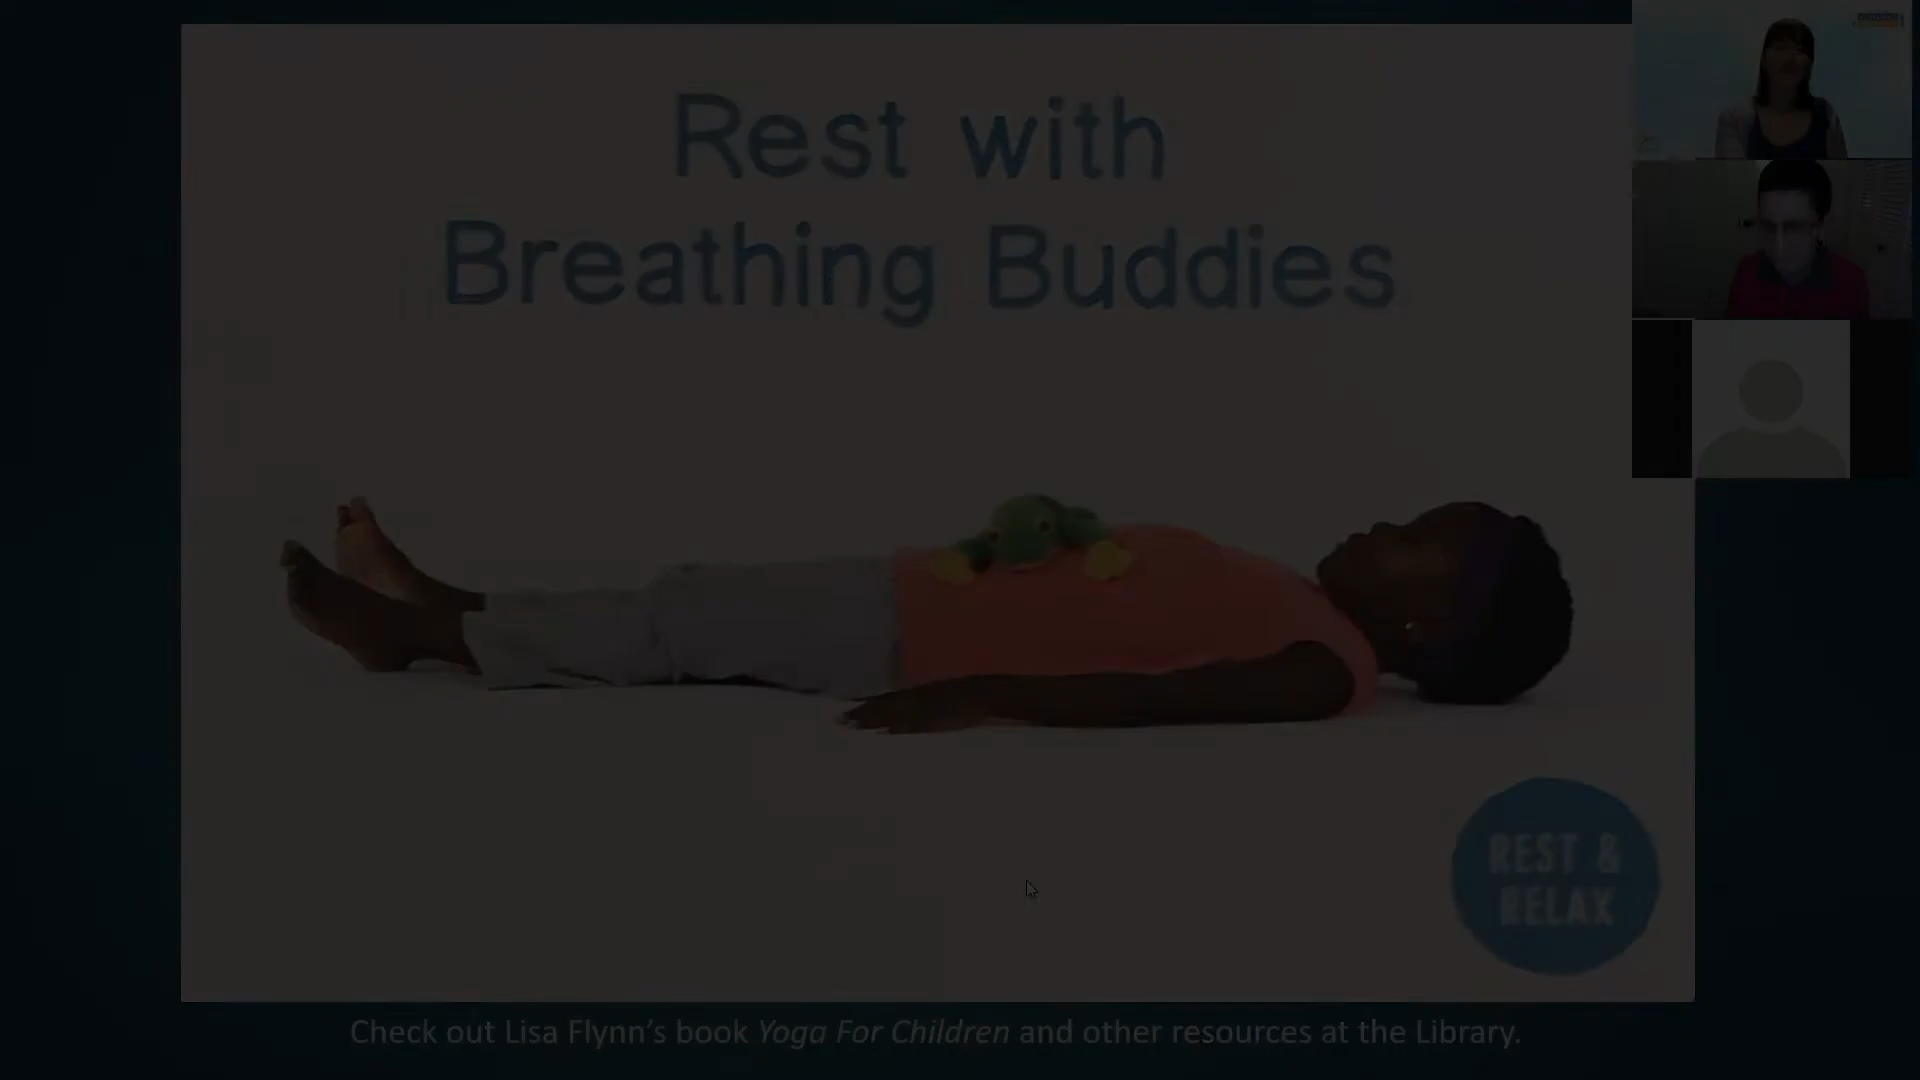 Rest with
Breathing Buddies
REST &
RELAX
Check out Lisa Flynn's book Yoga For Children and other resources at the Library.